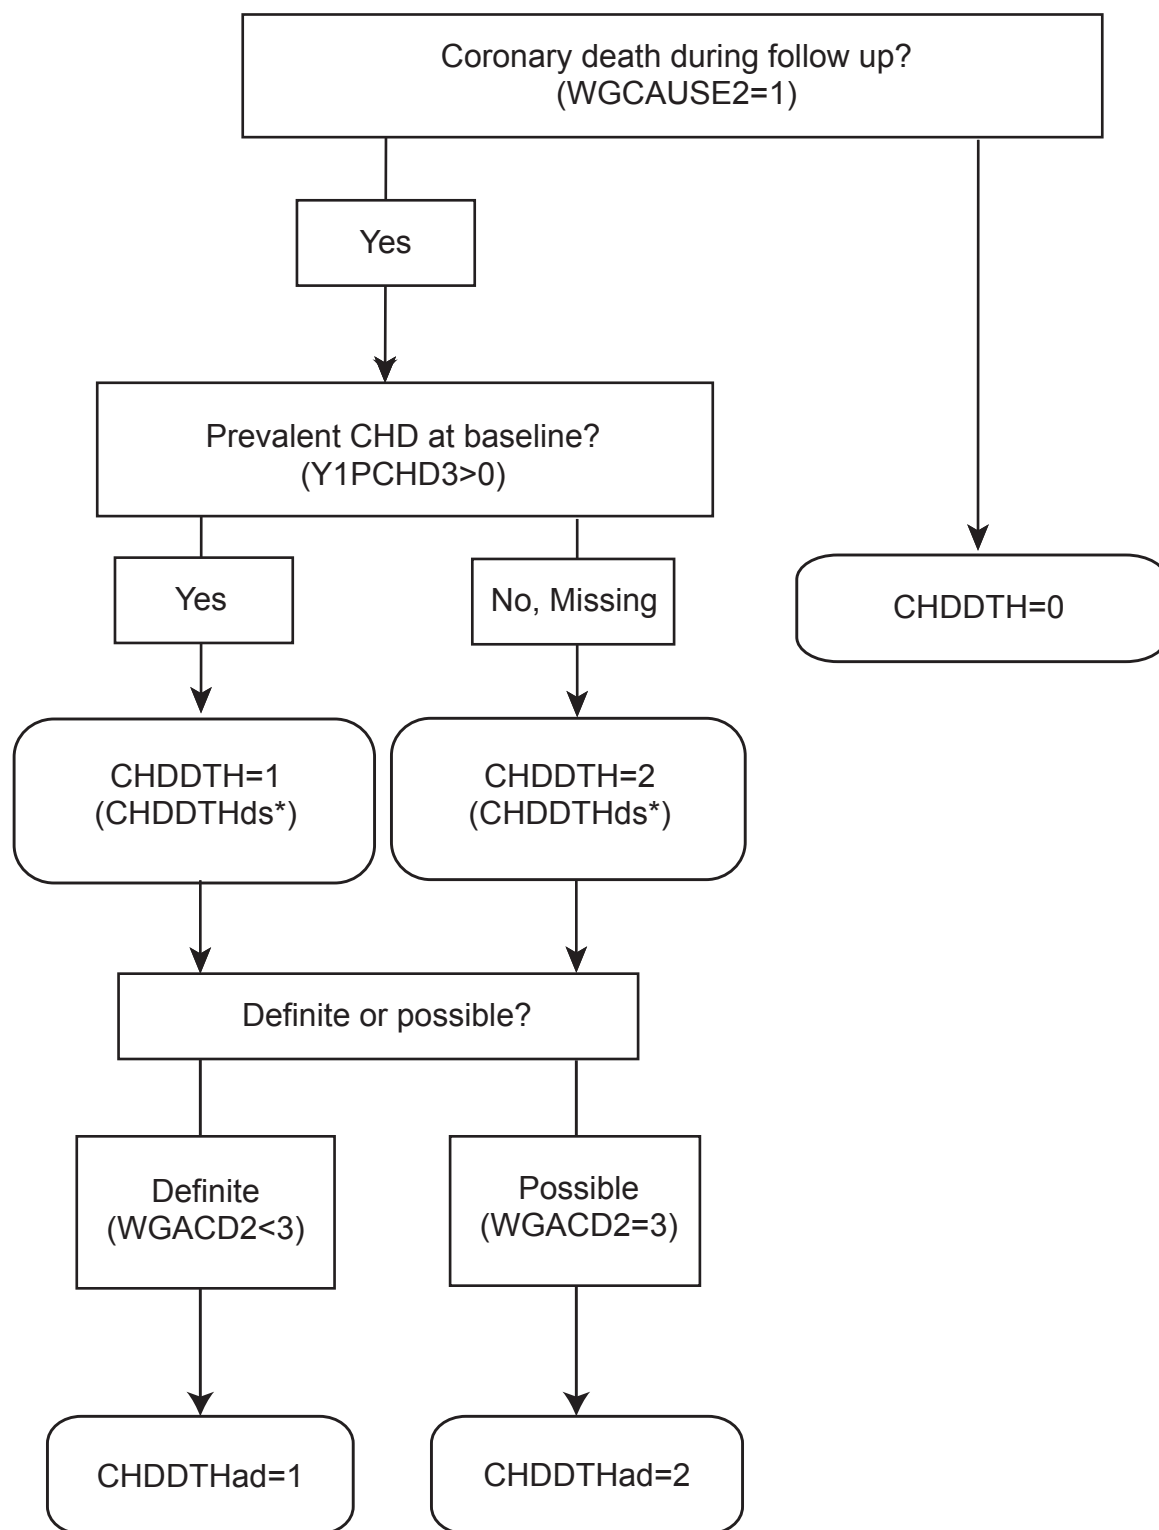 Coronary death during follow up?
(WGCAUSE2=1)
Yes
Prevalent CHD at baseline?
(Y1PCHD3>0)
Yes
No, Missing
CHDDTH=0
CHDDTH=1
(CHDDTHds*)
CHDDTH=2
(CHDDTHds*)
Definite or possible?
Definite
(WGACD2<3)
Possible
(WGACD2=3)
CHDDTHad=1
CHDDTHad=2